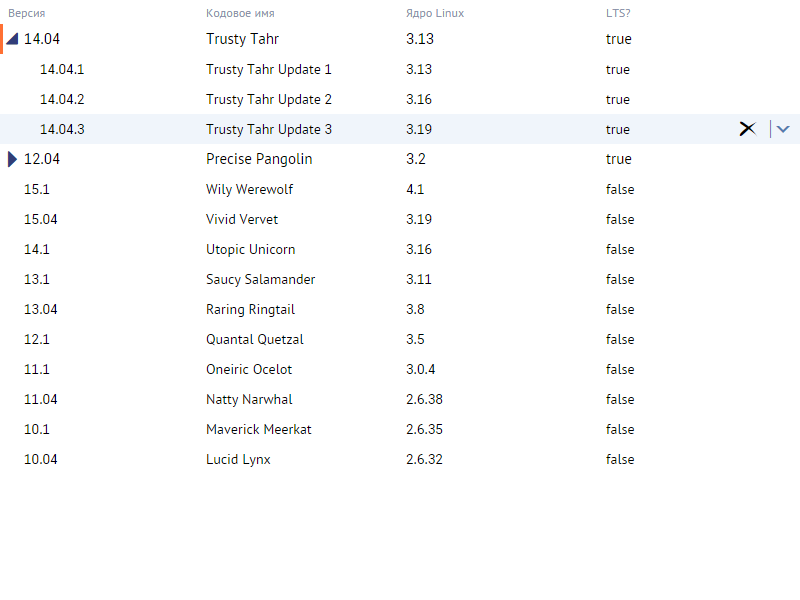 Версия Кодовое имя Ядро Linux LTS?
14.04 Trusty Tahr 3.13 true
14.04.1 Trusty Tahr Update 1 3.13 true
14.04.2 Trusty Tahr Update 2 3.16 true
14.04.3 Trusty Tahr Update 3 3.19 true
12.04 Precise Pangolin 3.2 true
15.1 Wily Werewolf 4.1 false
15.04 Vivid Vervet 3.19 false
14.1 Utopic Unicorn 3.16 false
13.1 Saucy Salamander 3.11 false
13.04 Raring Ringtail 3.8 false
12.1 Quantal Quetzal 3.5 false
11.1 Oneiric Ocelot 3.0.4 false
11.04 Natty Narwhal 2.6.38 false
10.1 Maverick Meerkat 2.6.35 false
10.04 Lucid Lynx 2.6.32 false